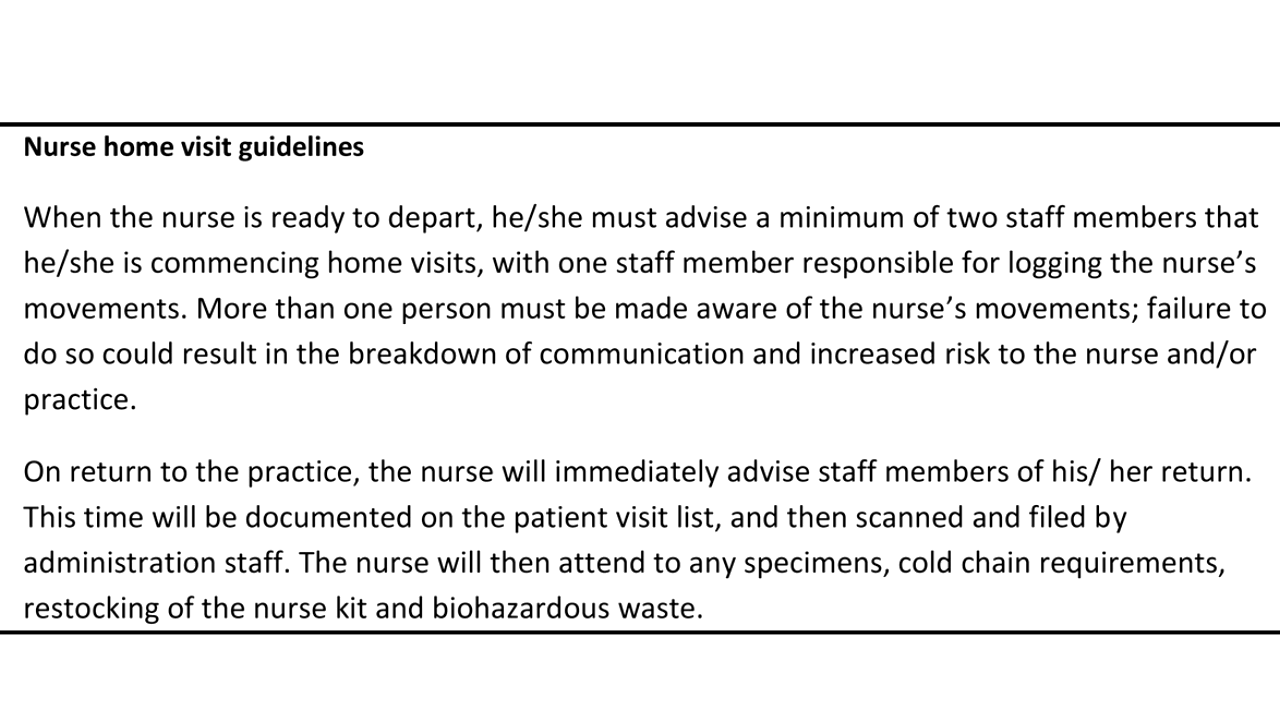 Nurse home visit guidelines
When the nurse is ready to depart, he/she must advise a minimum of two staff members that
he/she is commencing home visits, with one staff member responsible for logging the nurse’s
movements. More than one person must be made aware of the nurse’s movements; failure to
do so could result in the breakdown of communication and increased risk to the nurse and/or
practice.
On return to the practice, the nurse will immediately advise staff members of his/ her return.
This time will be documented on the patient visit list, and then scanned and filed by
administration staff. The nurse will then attend to any specimens, cold chain requirements,
restocking of the nurse kit and biohazardous waste.